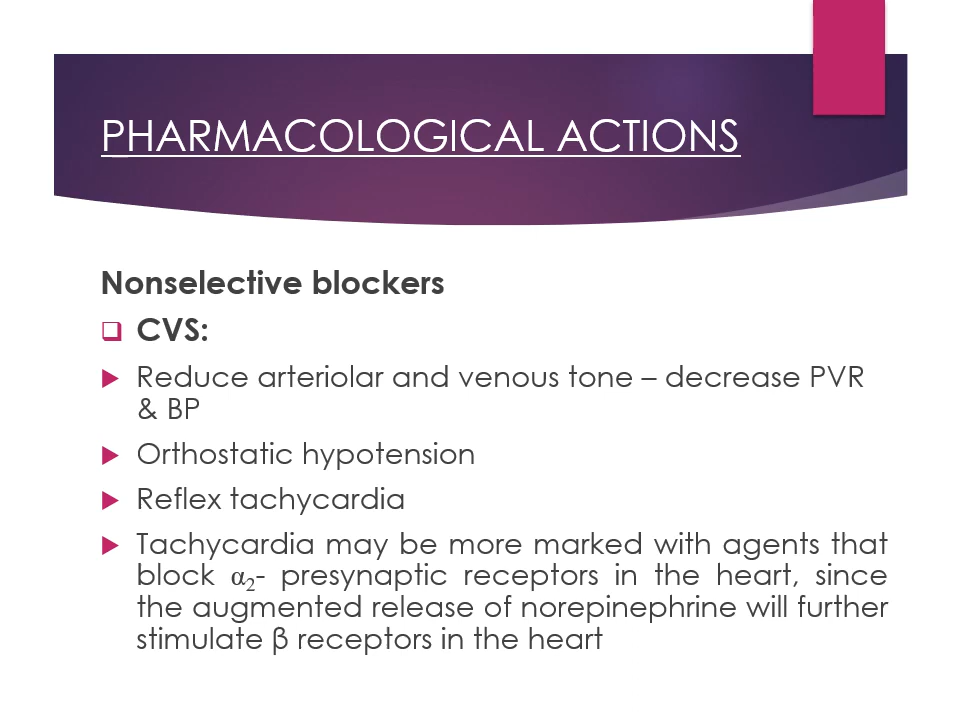 PHARMACOLOGICAL ACTIONS
Nonselective blockers
CVS:
Reduce arteriolar and venous tone – decrease PVR
& BP
Orthostatic hypotension
Reflex tachycardia
Tachycardia may be more marked with agents that
block α₂- presynaptic receptors in the heart, since
the augmented release of norepinephrine will further
stimulate β receptors in the heart